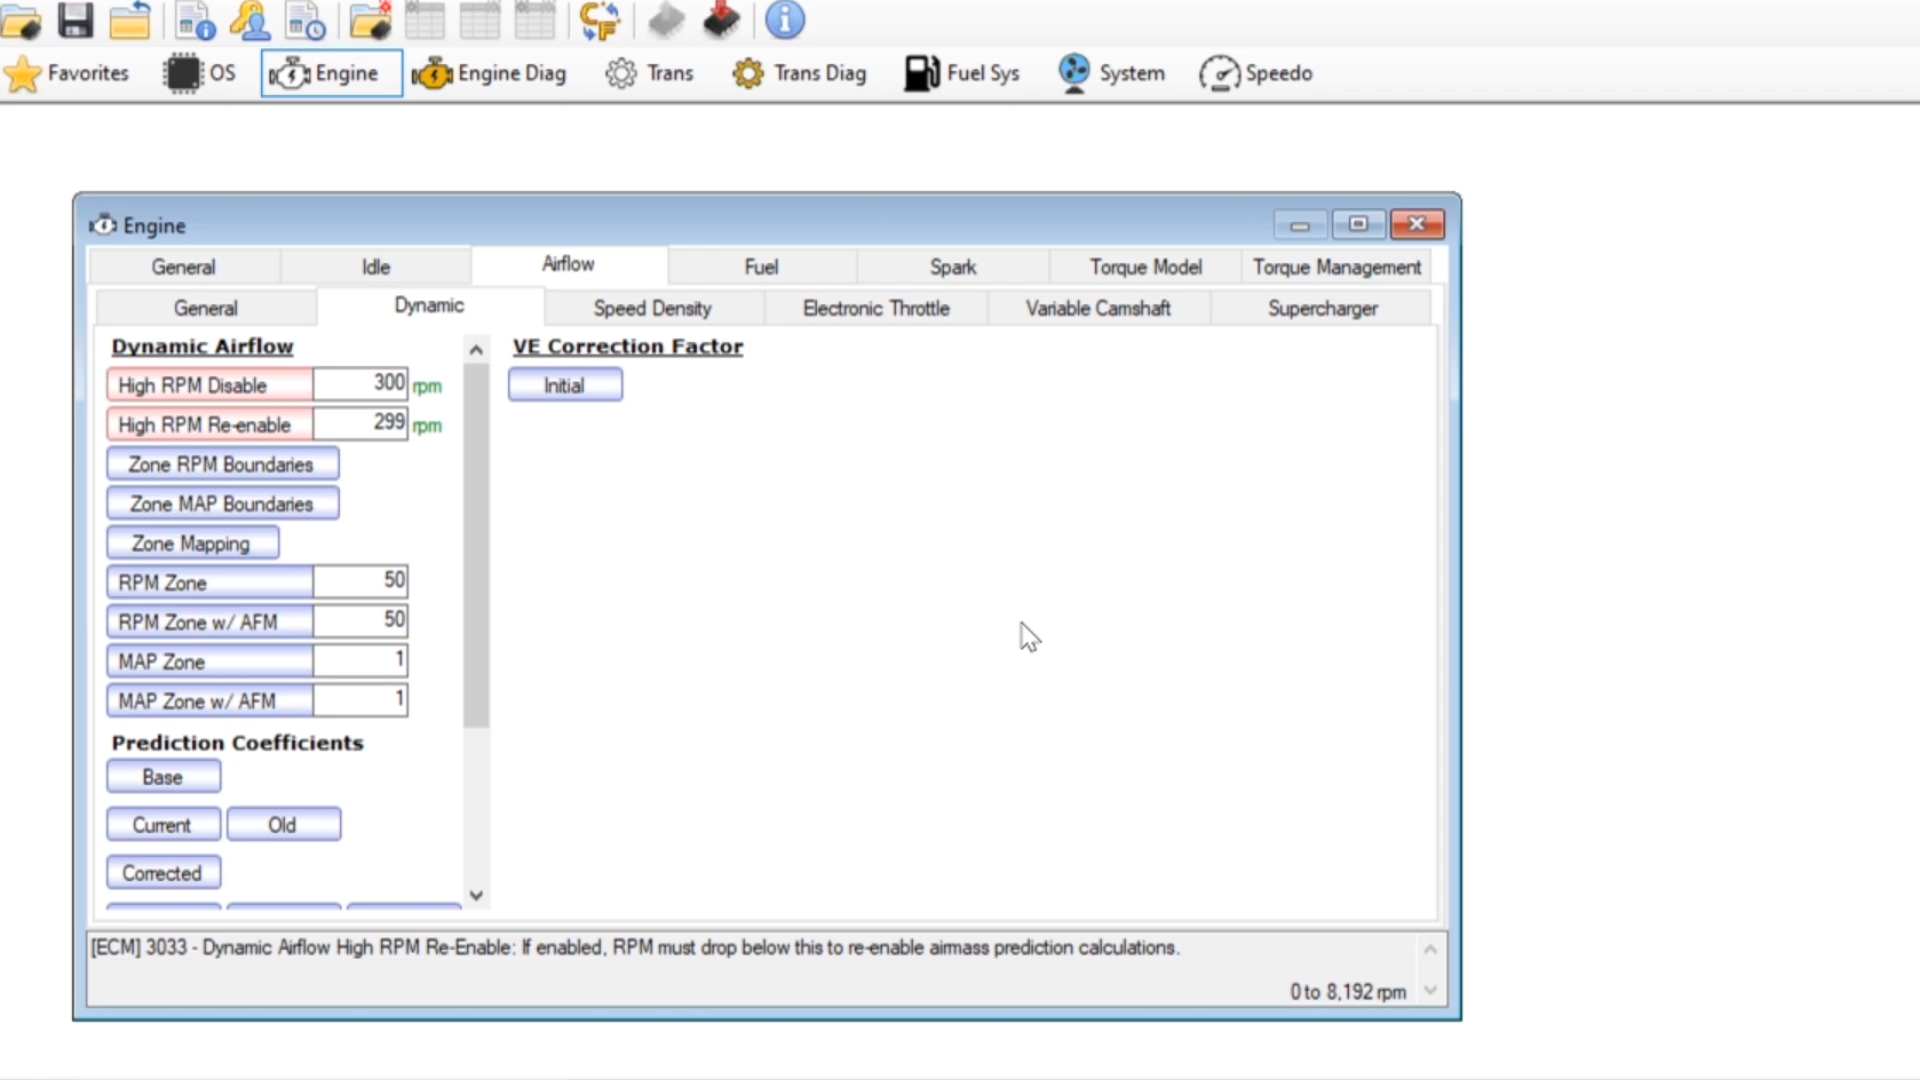 Favorites OS Engine Engine Diag Trans Trans Diag Fuel Sys System Speedo
Engine
General Idle Airflow Fuel Spark Torque Model Torque Management
General Dynamic Speed Density Electronic Throttle Variable Camshaft Supercharger
Dynamic Airflow
High RPM Disable 300 rpm
High RPM Re-enable 299 rpm
Zone RPM Boundaries
Zone MAP Boundaries
Zone Mapping
RPM Zone 50
RPM Zone w/ AFM 50
MAP Zone 1
MAP Zone w/ AFM 1
Prediction Coefficients
Base
Current Old
Corrected
VE Correction Factor
Initial
[ECM] 3033 - Dynamic Airflow High RPM Re-Enable: If enabled, RPM must drop below this to re-enable airmass prediction calculations.
0 to 8,192 rpm